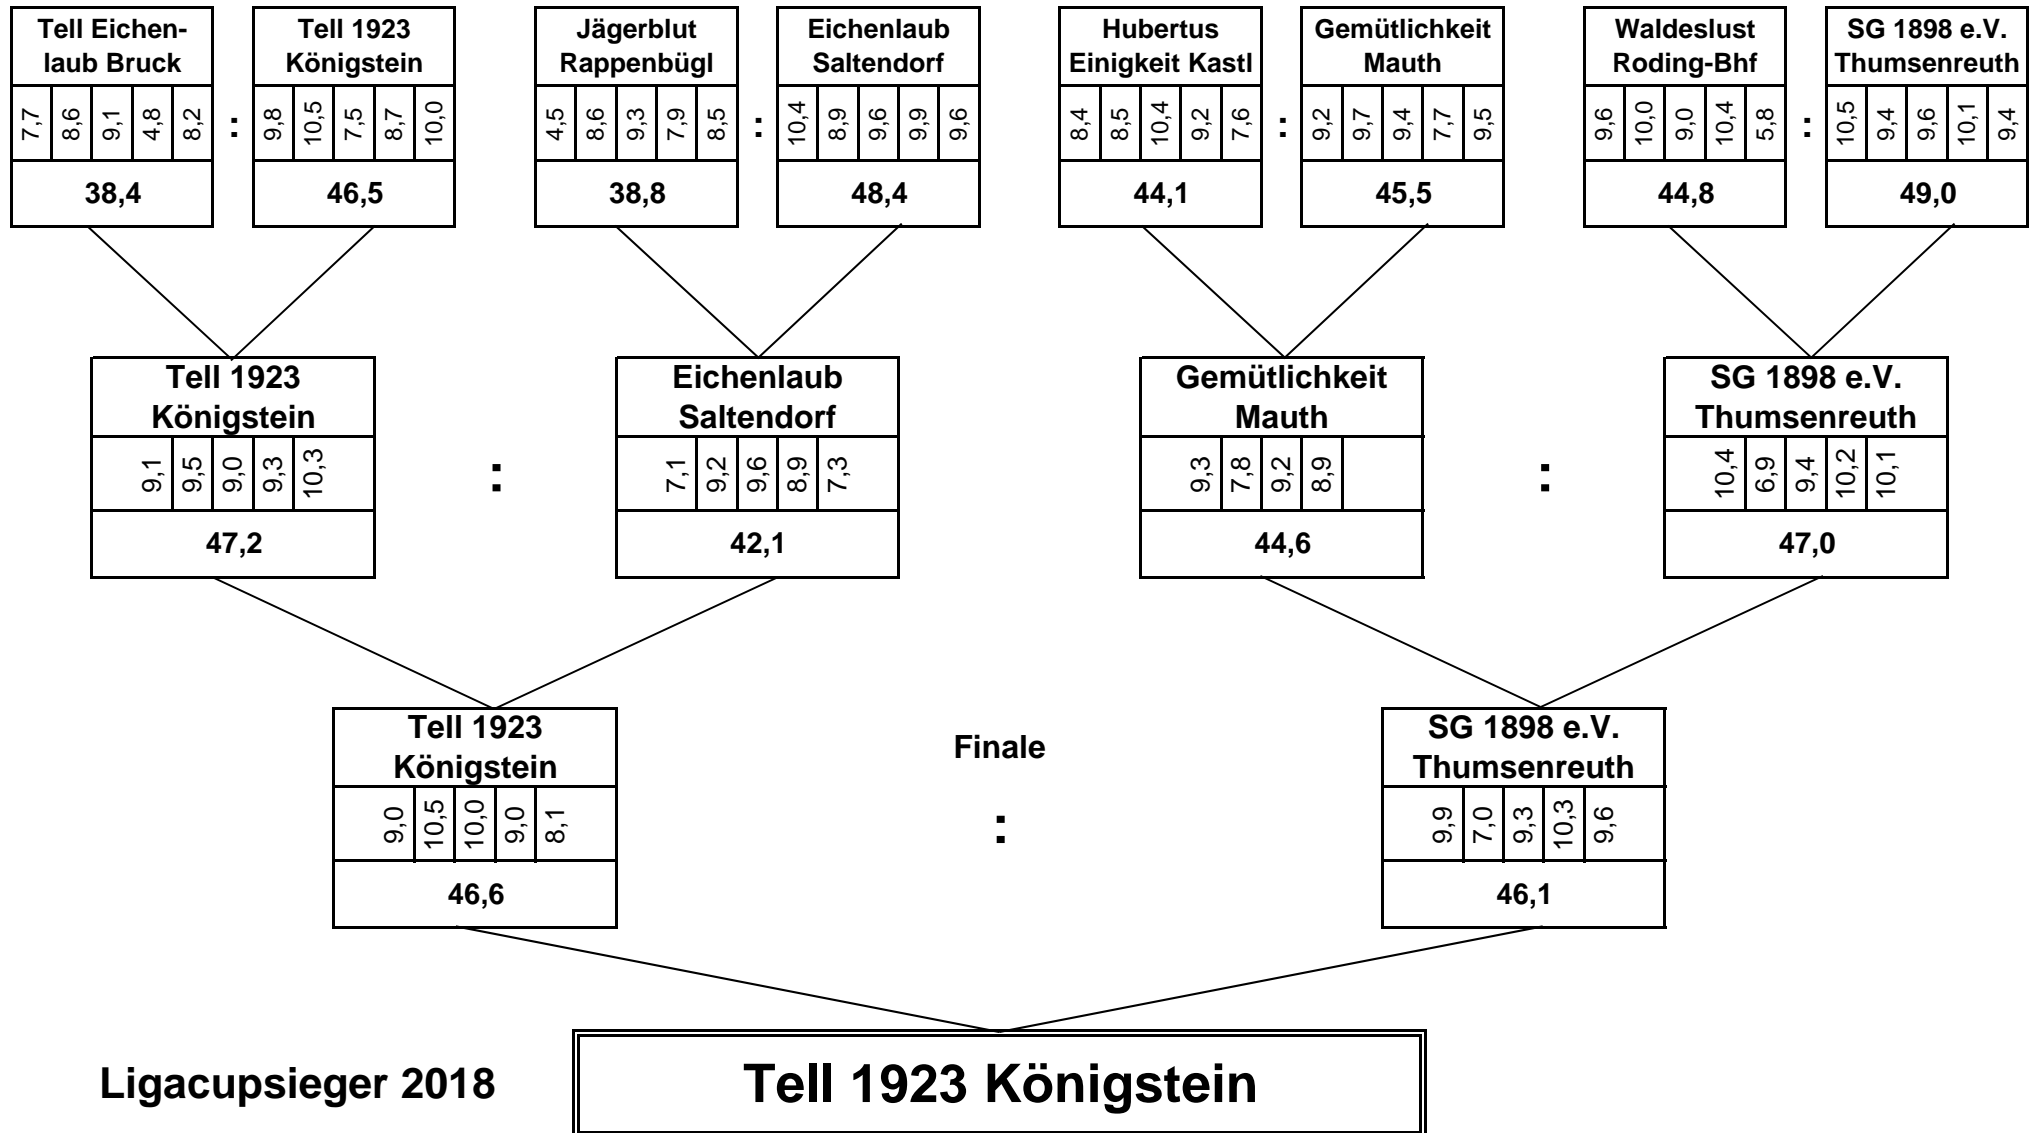 Tell Eichen-
laub Bruck
Tell 1923
Königstein
Jägerblut
Rappenbügl
Eichenlaub
Saltendorf
Hubertus
Einigkeit Kastl
Gemütlichkeit
Mauth
Waldeslust
Roding-Bhf
SG 1898 e.V.
Thumsenreuth
7,7 8,6 9,1 4,8 8,2 : 9,8 10,5 7,5 8,7 10,0
4,5 8,6 9,3 7,9 8,5 : 10,4 8,9 9,6 9,9 9,6
8,4 8,5 10,4 9,2 7,6 : 9,2 9,7 9,4 7,7 9,5
9,6 10,0 9,0 10,4 5,8 : 10,5 9,4 9,6 10,1 9,4
38,4 46,5 38,8 48,4 44,1 45,5 44,8 49,0
Tell 1923
Königstein
Eichenlaub
Saltendorf
Gemütlichkeit
Mauth
SG 1898 e.V.
Thumsenreuth
9,1 9,5 9,0 9,3 10,3 : 7,1 9,2 9,6 8,9 7,3
9,3 7,8 9,2 8,9 : 10,4 6,9 9,4 10,2 10,1
47,2 42,1 44,6 47,0
Tell 1923
Königstein
Finale
SG 1898 e.V.
Thumsenreuth
9,0 10,5 10,0 9,0 8,1 : 9,9 7,0 9,3 10,3 9,6
46,6 46,1
Ligacupsieger 2018
Tell 1923 Königstein